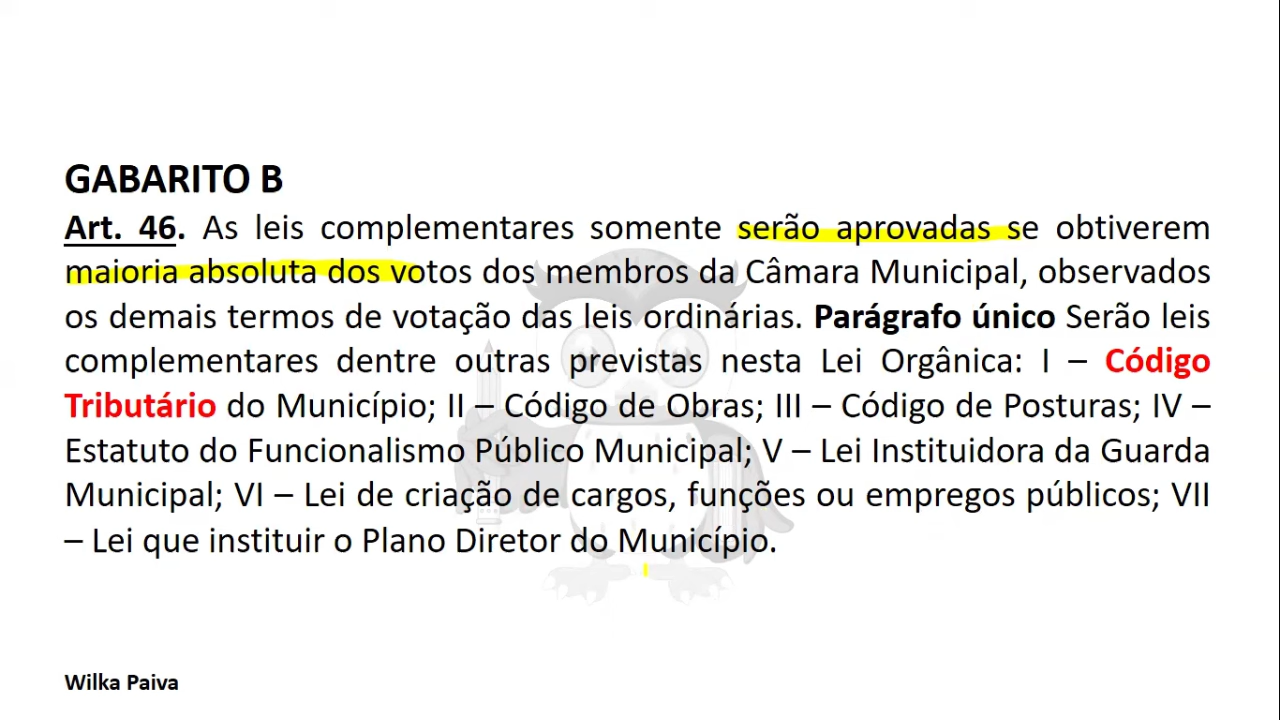 GABARITO B
Art. 46. As leis complementares somente serão aprovadas se obtiverem
maioria absoluta dos votos dos membros da Câmara Municipal, observados
os demais termos de votação das leis ordinárias. Parágrafo único Serão leis
complementares dentre outras previstas nesta Lei Orgânica: I – Código
Tributário do Município; II – Código de Obras; III – Código de Posturas; IV –
Estatuto do Funcionalismo Público Municipal; V – Lei Instituidora da Guarda
Municipal; VI – Lei de criação de cargos, funções ou empregos públicos; VII
– Lei que instituir o Plano Diretor do Município.
Wilka Paiva